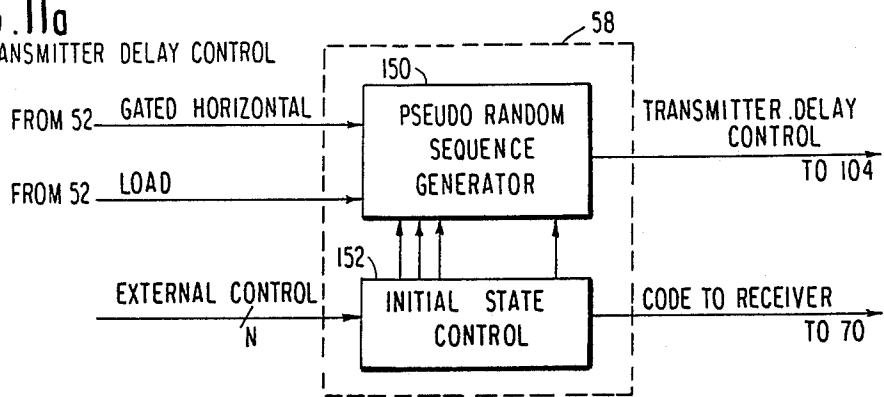 .11a
ANSMITTER DELAY CONTROL
58
150
FROM 52 GATED HORIZONTAL
PSEUDO RANDOM
SEQUENCE
GENERATOR
TRANSMITTER DELAY
CONTROL
TO 104
FROM 52 LOAD
152
EXTERNAL CONTROL
N
INITIAL STATE
CONTROL
CODE TO RECEIVER
TO 70